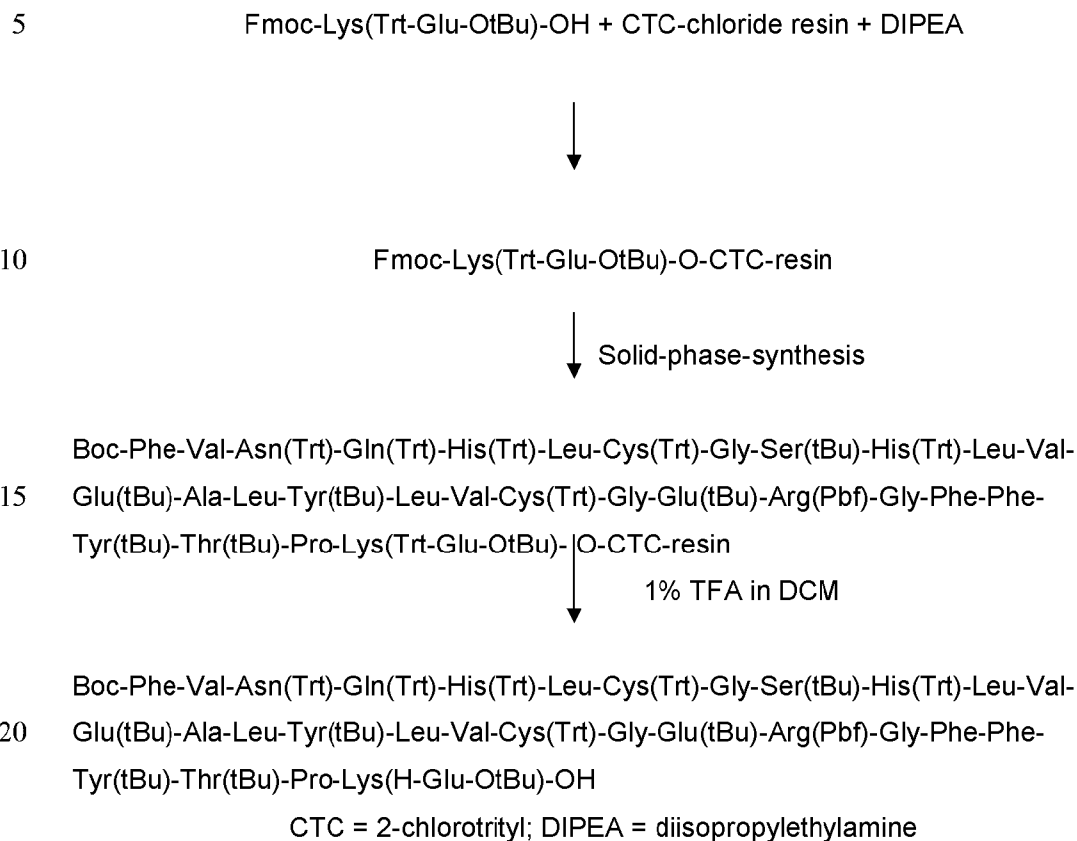 5 Fmoc-Lys(Trt-Glu-OtBu)-OH + CTC-chloride resin + DIPEA
10 Fmoc-Lys(Trt-Glu-OtBu)-O-CTC-resin
Solid-phase-synthesis
Boc-Phe-Val-Asn(Trt)-Gln(Trt)-His(Trt)-Leu-Cys(Trt)-Gly-Ser(tBu)-His(Trt)-Leu-Val-
15 Glu(tBu)-Ala-Leu-Tyr(tBu)-Leu-Val-Cys(Trt)-Gly-Glu(tBu)-Arg(Pbf)-Gly-Phe-Phe-
Tyr(tBu)-Thr(tBu)-Pro-Lys(Trt-Glu-OtBu)-O-CTC-resin
1% TFA in DCM
Boc-Phe-Val-Asn(Trt)-Gln(Trt)-His(Trt)-Leu-Cys(Trt)-Gly-Ser(tBu)-His(Trt)-Leu-Val-
20 Glu(tBu)-Ala-Leu-Tyr(tBu)-Leu-Val-Cys(Trt)-Gly-Glu(tBu)-Arg(Pbf)-Gly-Phe-Phe-
Tyr(tBu)-Thr(tBu)-Pro-Lys(H-Glu-OtBu)-OH
CTC = 2-chlorotrityl; DIPEA = diisopropylethylamine